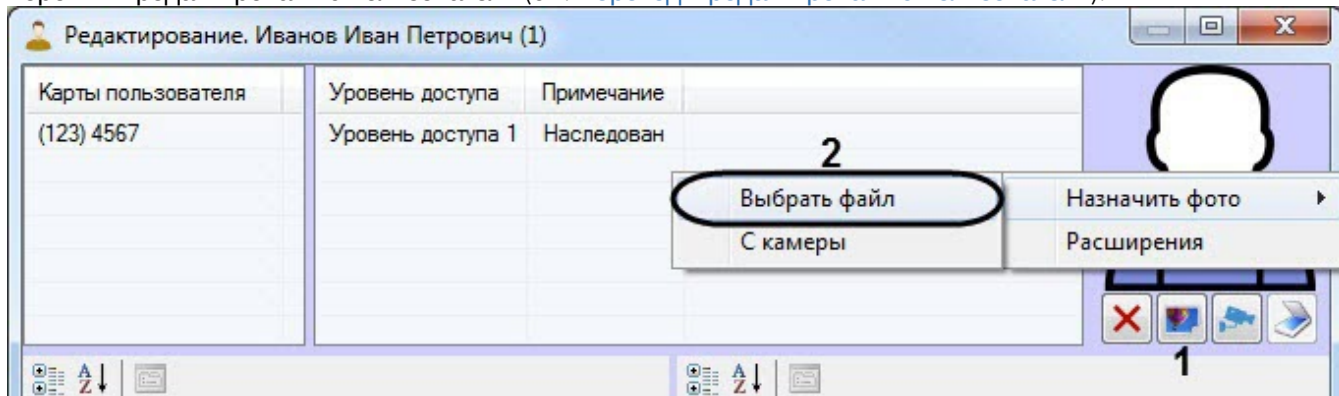 Редактирование. Иванов Иван Петрович (1)
Карты пользователя Уровень доступа Примечание
(123) 4567 Уровень доступа 1 Наследован
2
Выбрать файл Назначить фото
С камеры Расширения
1